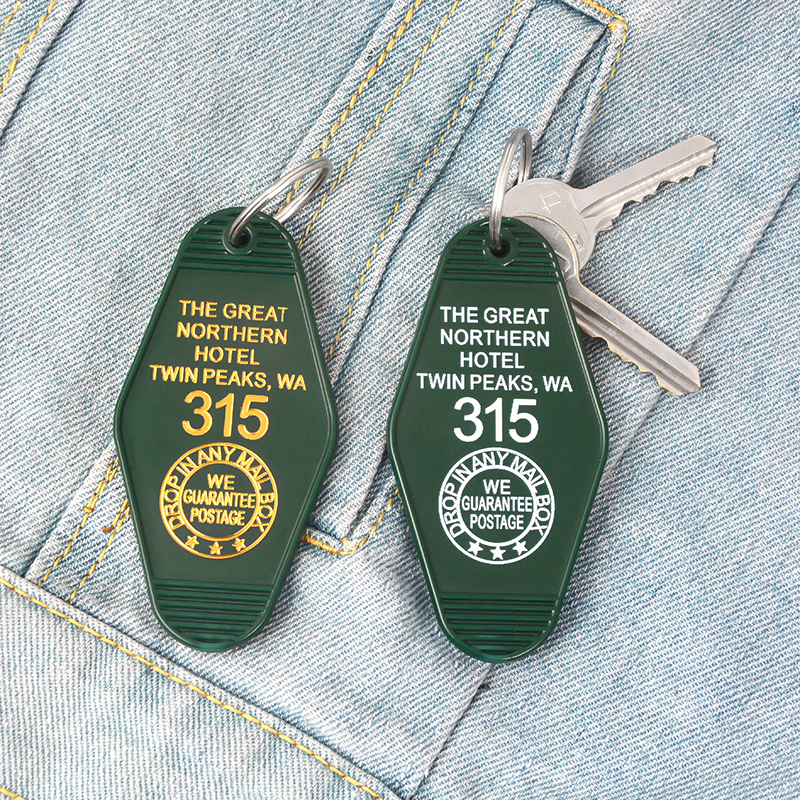 THE GREAT
NORTHERN
HOTEL
TWIN PEAKS, WA
315
DROP IN ANY MAIL BOX
WE
GUARANTEE
POSTAGE
THE GREAT
NORTHERN
HOTEL
TWIN PEAKS, WA
315
DROP IN ANY MAIL BOX
WE
GUARANTEE
POSTAGE